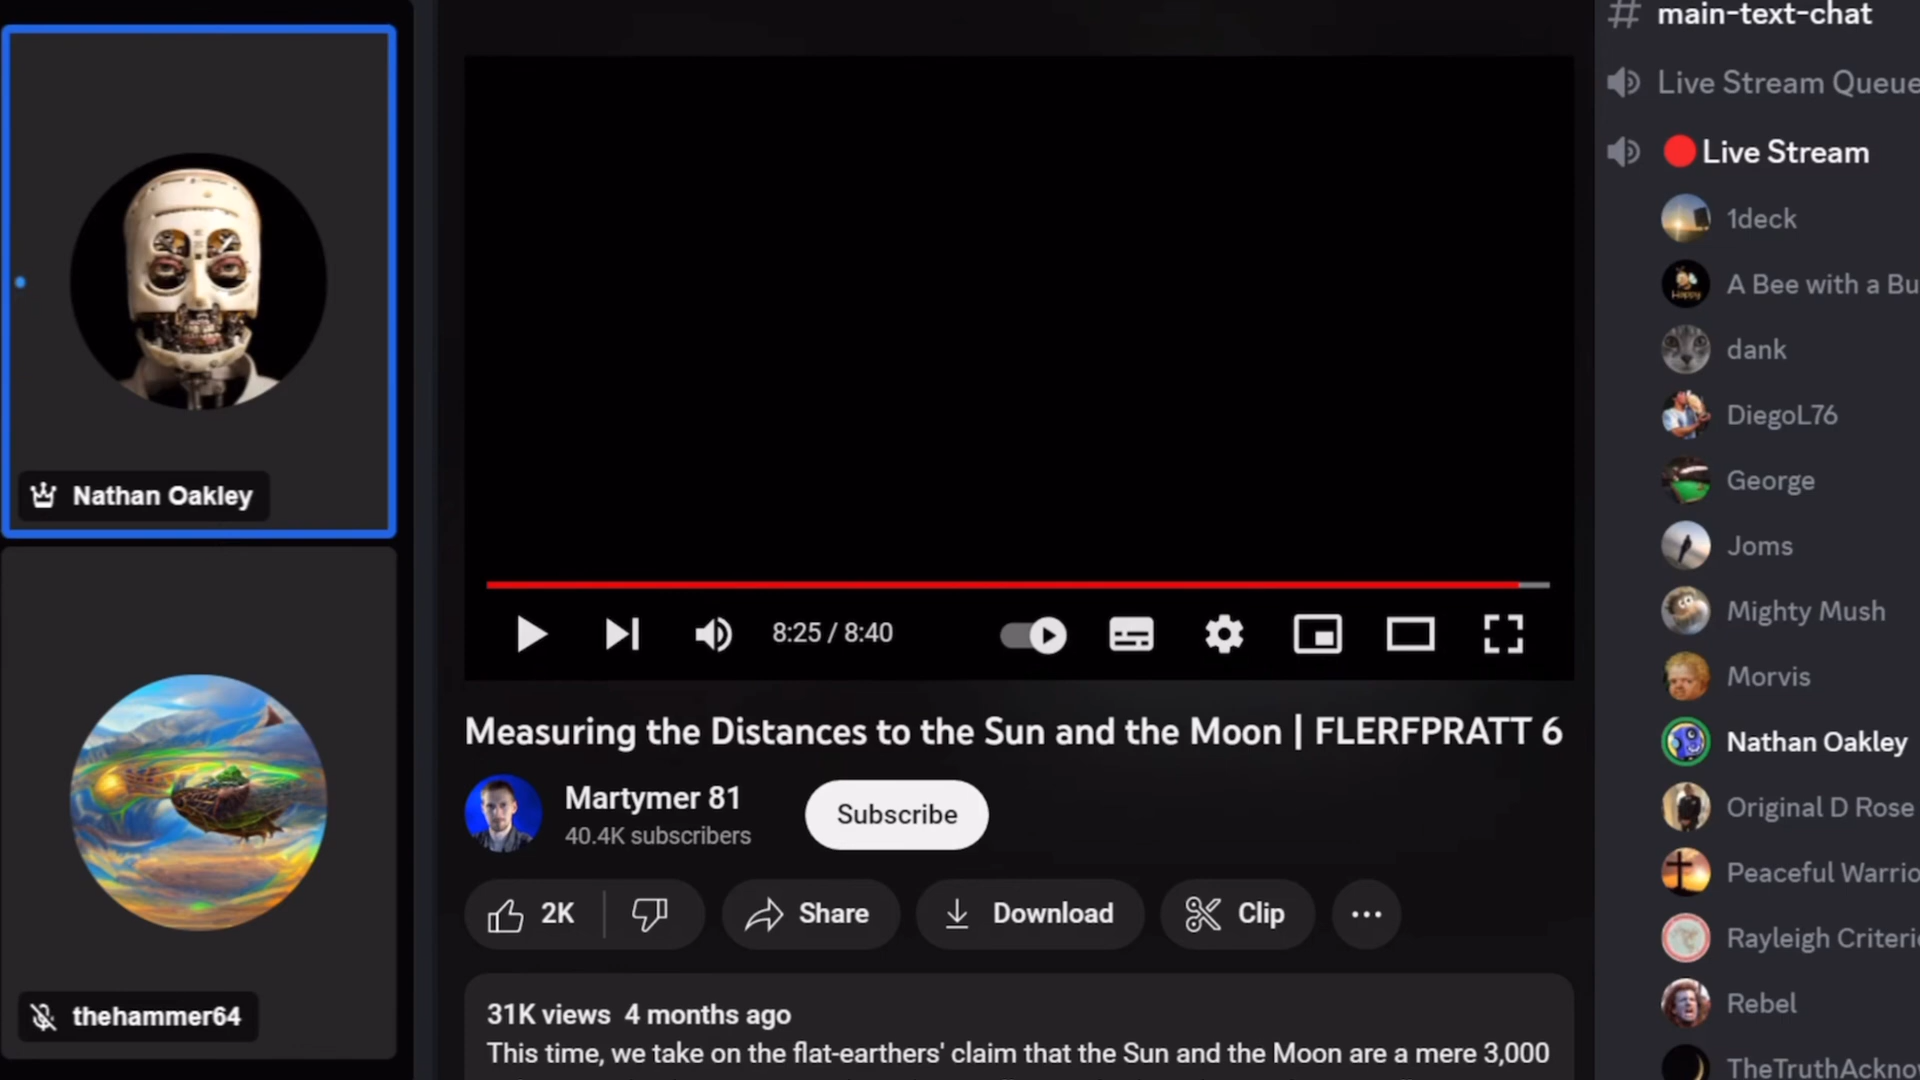 Nathan Oakley
thehammer64
8:25 / 8:40
Measuring the Distances to the Sun and the Moon | FLERFPRATT 6
Martymer 81
40.4K subscribers
Subscribe
2K
Share
Download
Clip
31K views 4 months ago
This time, we take on the flat-earthers' claim that the Sun and the Moon are a mere 3,000
# main-text-chat
Live Stream Queue
Live Stream
1deck
A Bee with a Bu
Happy
dank
DiegoL76
George
Joms
Mighty Mush
Morvis
Nathan Oakley
Original D Rose
Peaceful Warrio
Rayleigh Criteri
Rebel
TheTruthAcknow